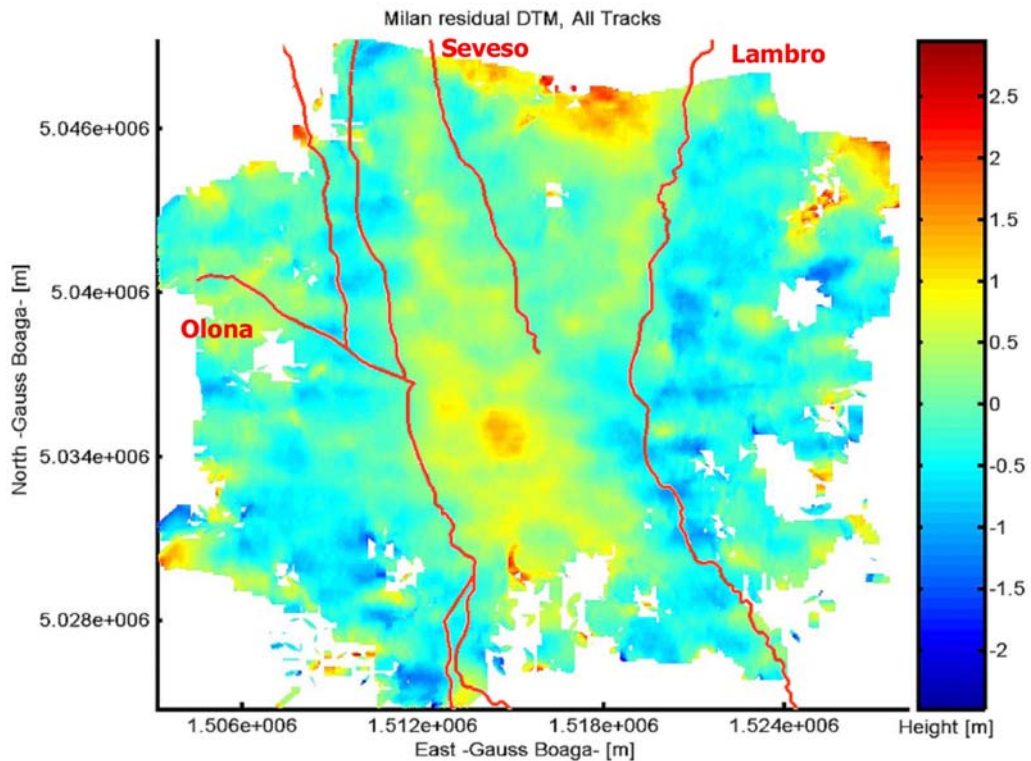 Milan residual DTM, All Tracks
Seveso
Lambro
Olona
5.046e+006
5.04e+006
5.034e+006
5.028e+006
North -Gauss Boaga- [m]
1.506e+006
1.512e+006
1.518e+006
1.524e+006
East -Gauss Boaga- [m]
2.5
2
1.5
1
0.5
0
-0.5
-1
-1.5
-2
Height [m]